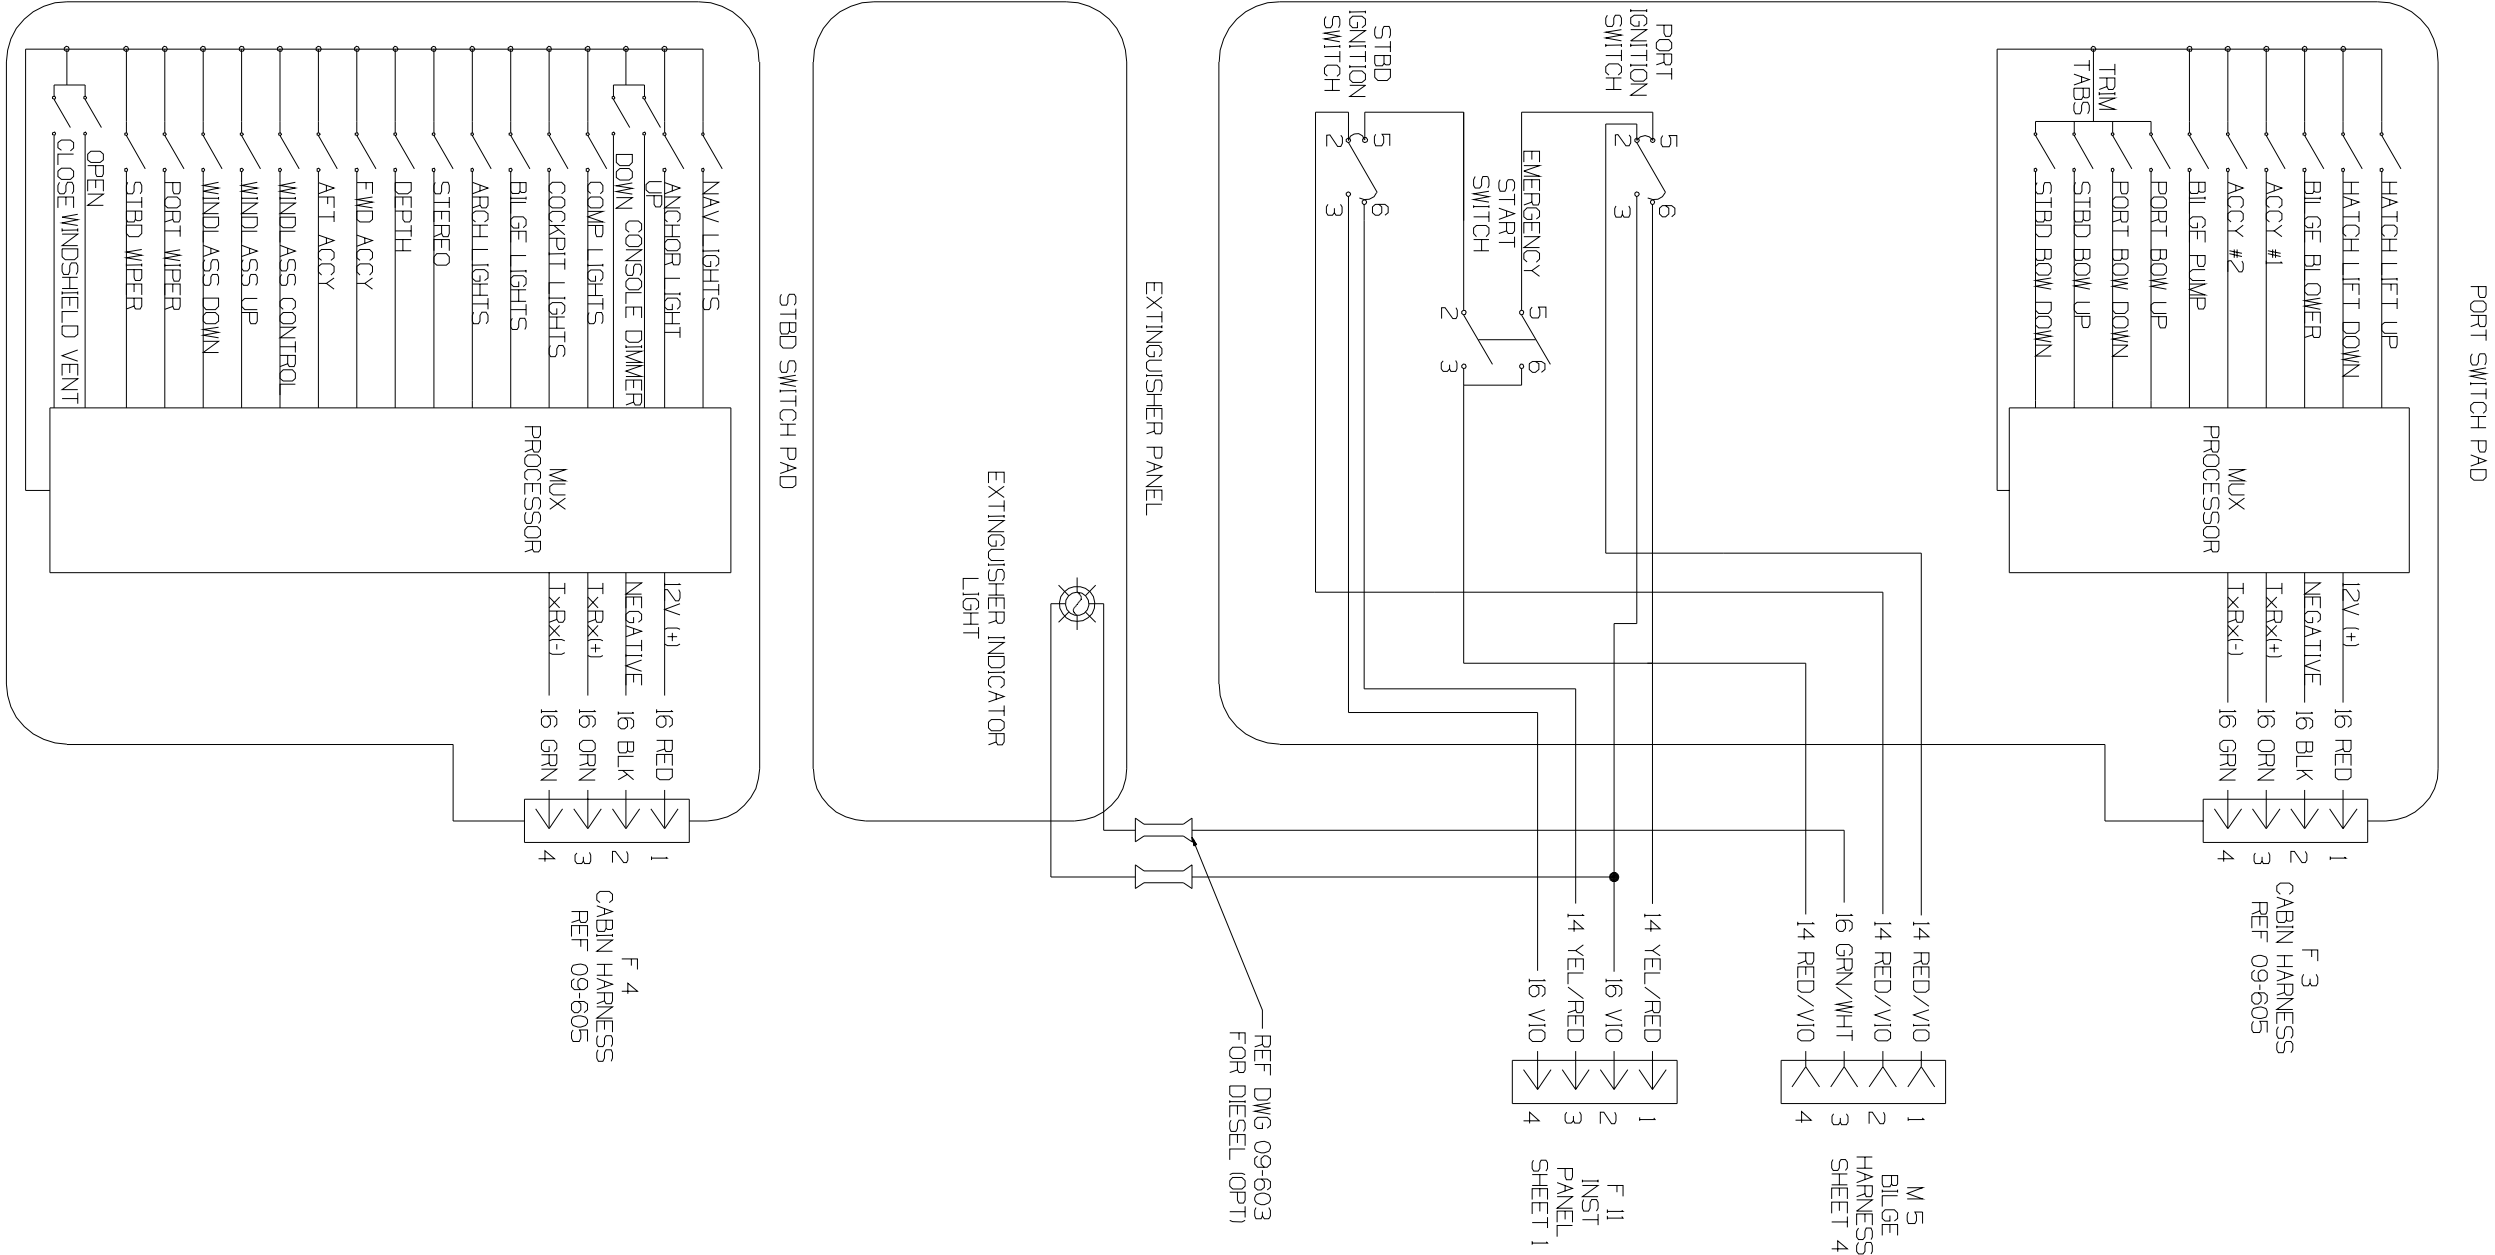 PORT SWITCH PAD
HATCH LIFT UP
HATCH LIFT DOWN
BILGE BLOWER
ACCY #1
ACCY #2
BILGE PUMP
PORT BOW UP
PORT BOW DOWN
STBD BOW UP
STBD BOW DOWN
TRIM
TABS
MUX
PROCESSOR
12V (+)
NEGATIVE
TxRx(+)
TxRx(-)
16 RED
16 BLK
16 ORN
16 GRN
1
2
3
4
F 3
CABIN HARNESS
REF 09-605
PORT
IGNITION
SWITCH
5
2
6
3
EMERGENCY
START
SWITCH
5
2
6
3
STBD
IGNITION
SWITCH
5
2
6
3
14 RED/VIO
14 RED/VIO
16 GRN/WHT
14 RED/VIO
1
2
3
4
M 5
BILGE
HARNESS
SHEET 4
14 YEL/RED
16 VIO
14 YEL/RED
16 VIO
1
2
3
4
F 11
INST
PANEL
SHEET 1
EXTINGUISHER PANEL
EXTINGUISHER INDICATOR
LIGHT
REF DWG 09-603
FOR DIESEL (OPT)
STBD SWITCH PAD
NAV LIGHTS
ANCHOR LIGHT
UP
CONSOLE DIMMER
DOWN
COMP LIGHTS
COCKPIT LIGHTS
BILGE LIGHTS
ARCH LIGHTS
STEREO
DEPTH
FWD ACCY
AFT ACCY
WINDLASS CONTROL
WINDLASS UP
WINDLASS DOWN
PORT WIPER
STBD WIPER
OPEN
CLOSE WINDSHIELD VENT
MUX
PROCESSOR
12V (+)
NEGATIVE
TxRx(+)
TxRx(-)
16 RED
16 BLK
16 ORN
16 GRN
1
2
3
4
F 4
CABIN HARNESS
REF 09-605